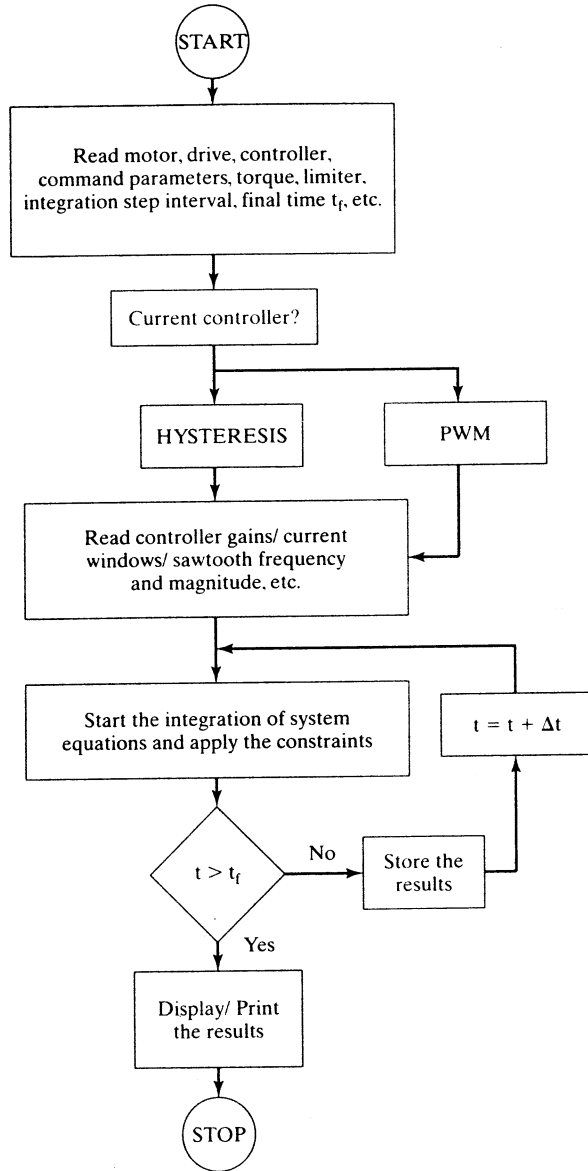 START
Read motor, drive, controller,
command parameters, torque, limiter,
integration step interval, final time t_f, etc.
Current controller?
HYSTERESIS
PWM
Read controller gains/ current
windows/ sawtooth frequency
and magnitude, etc.
Start the integration of system
equations and apply the constraints
t = t + Δt
t > t_f
No
Store the
results
Yes
Display/ Print
the results
STOP